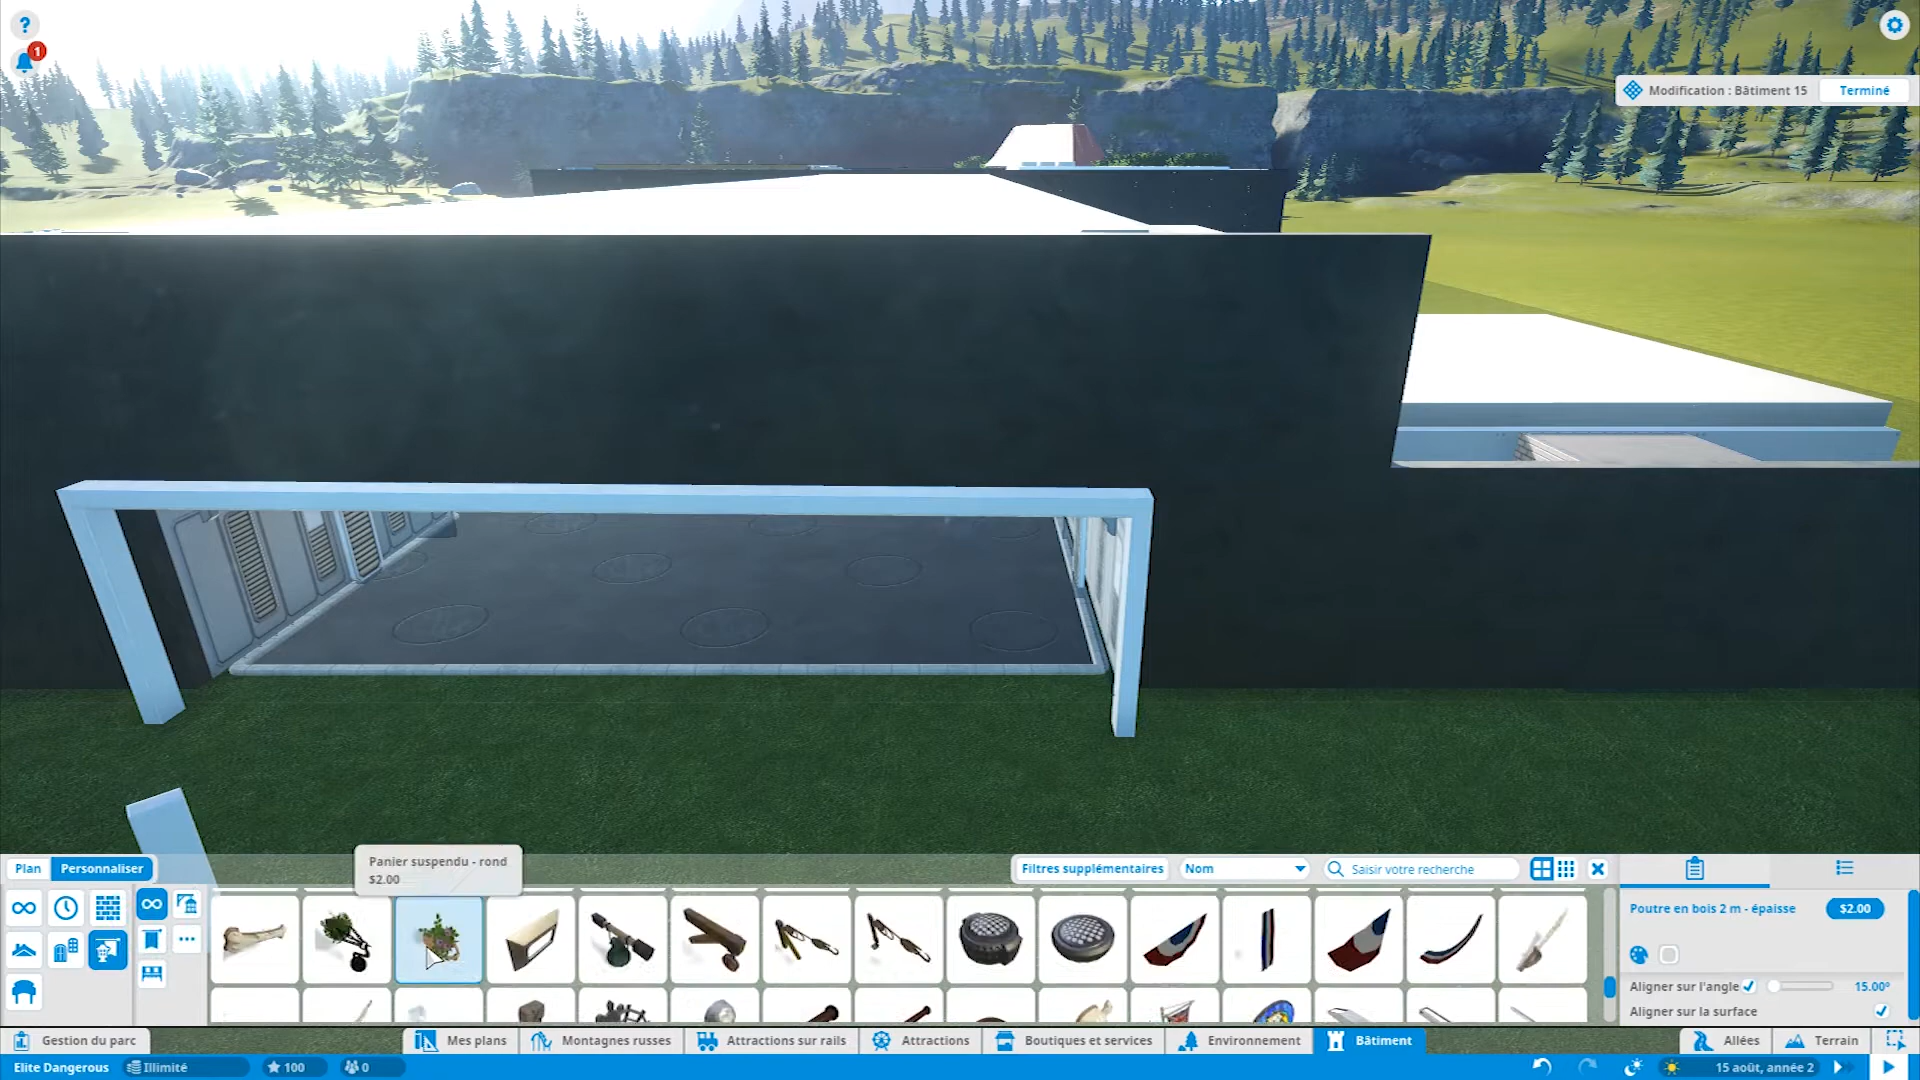 ?
1
Modification : Bâtiment 15
Terminé
Panier suspendu - rond
$2.00
Plan
Personnaliser
Filtres supplémentaires
Nom
Saisir votre recherche
Poutre en bois 2 m - épaisse
$2.00
Aligner sur l'angle
15.00°
Aligner sur la surface
Gestion du parc
Mes plans
Montagnes russes
Attractions sur rails
Attractions
Boutiques et services
Environnement
Bâtiment
Allées
Terrain
Elite Dangerous
Illimité
100
0
15 août, année 2